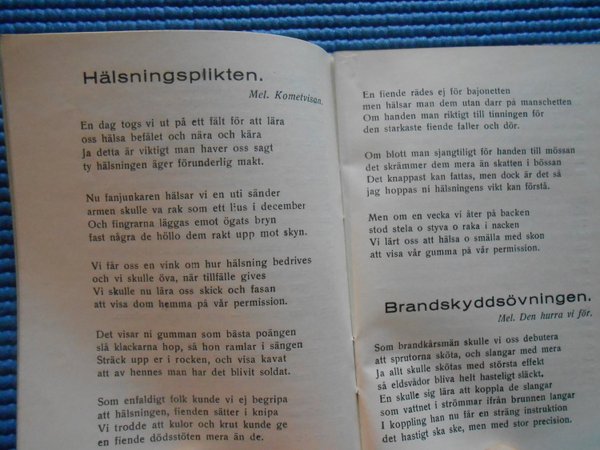 Hälsningsplikten.
Mel. Kometvisan.
En dag togs vi ut på ett fält för att lära
oss hälsa befälet och nåra och kära
Ja detta är viktigt man haver oss sagt
ty hälsningen äger förunderlig makt.
Nu fanjunkaren hälsar vi en uti sänder
armen skulle va rak som ett ljus i december
Och fingrarna läggas emot ögats bryn
fast några de höllo dem rakt upp mot skyn.
Vi får oss en vink om hur hälsning bedrives
och vi skulle öva, när tillfälle gives
Vi skulle nu lära oss skick och fasan
att visa dom hemma på vår permission.
Det visar ni gumman som bästa poängen
slå klackarna hop, så hon ramlar i sängen
Sträck upp er i rocken, och visa kavat
att av hennes man har det blivit soldat.
Som enfaldigt folk kunde vi ej begripa
att hälsningen, fienden sätter i knipa
Vi trodde att kulor och krut kunde ge
en fiende dödsstöten mera än de.
En fiende rädes ej för bajonetten
men hälsar man dem utan darr på manschetten
Om handen man riktigt till tinningen för
den starkaste fiende faller och dör.
Om blott man sjangtiligt för handen till mössan
det skrämmer dem mera än skatten i bössan
Det knappast kan fattas, men dock är det så
jag hoppas ni hälsningens vikt kan förstå.
Men om en vecka vi åter på backen
stod stela o styva o raka i nacken
Vi lärt oss att hälsa o smälla med skon
att visa vår gumma på vår permission.
Brandskyddsövningen.
Mel. Den hurra vi för.
Som brandkårsmän skulle vi oss debutera
att sprutorna sköta, och slangar med mera
Ja allt skulle skötas med största effekt
så eldsvådor bliva helt hasteligt släckt,
En skulle sig lära att koppla de slangar
som vattnet i strömmar ifrån brunnen langar
I koppling han nu får en sträng instruktion
det hastigt ska ske, men med stor precision.